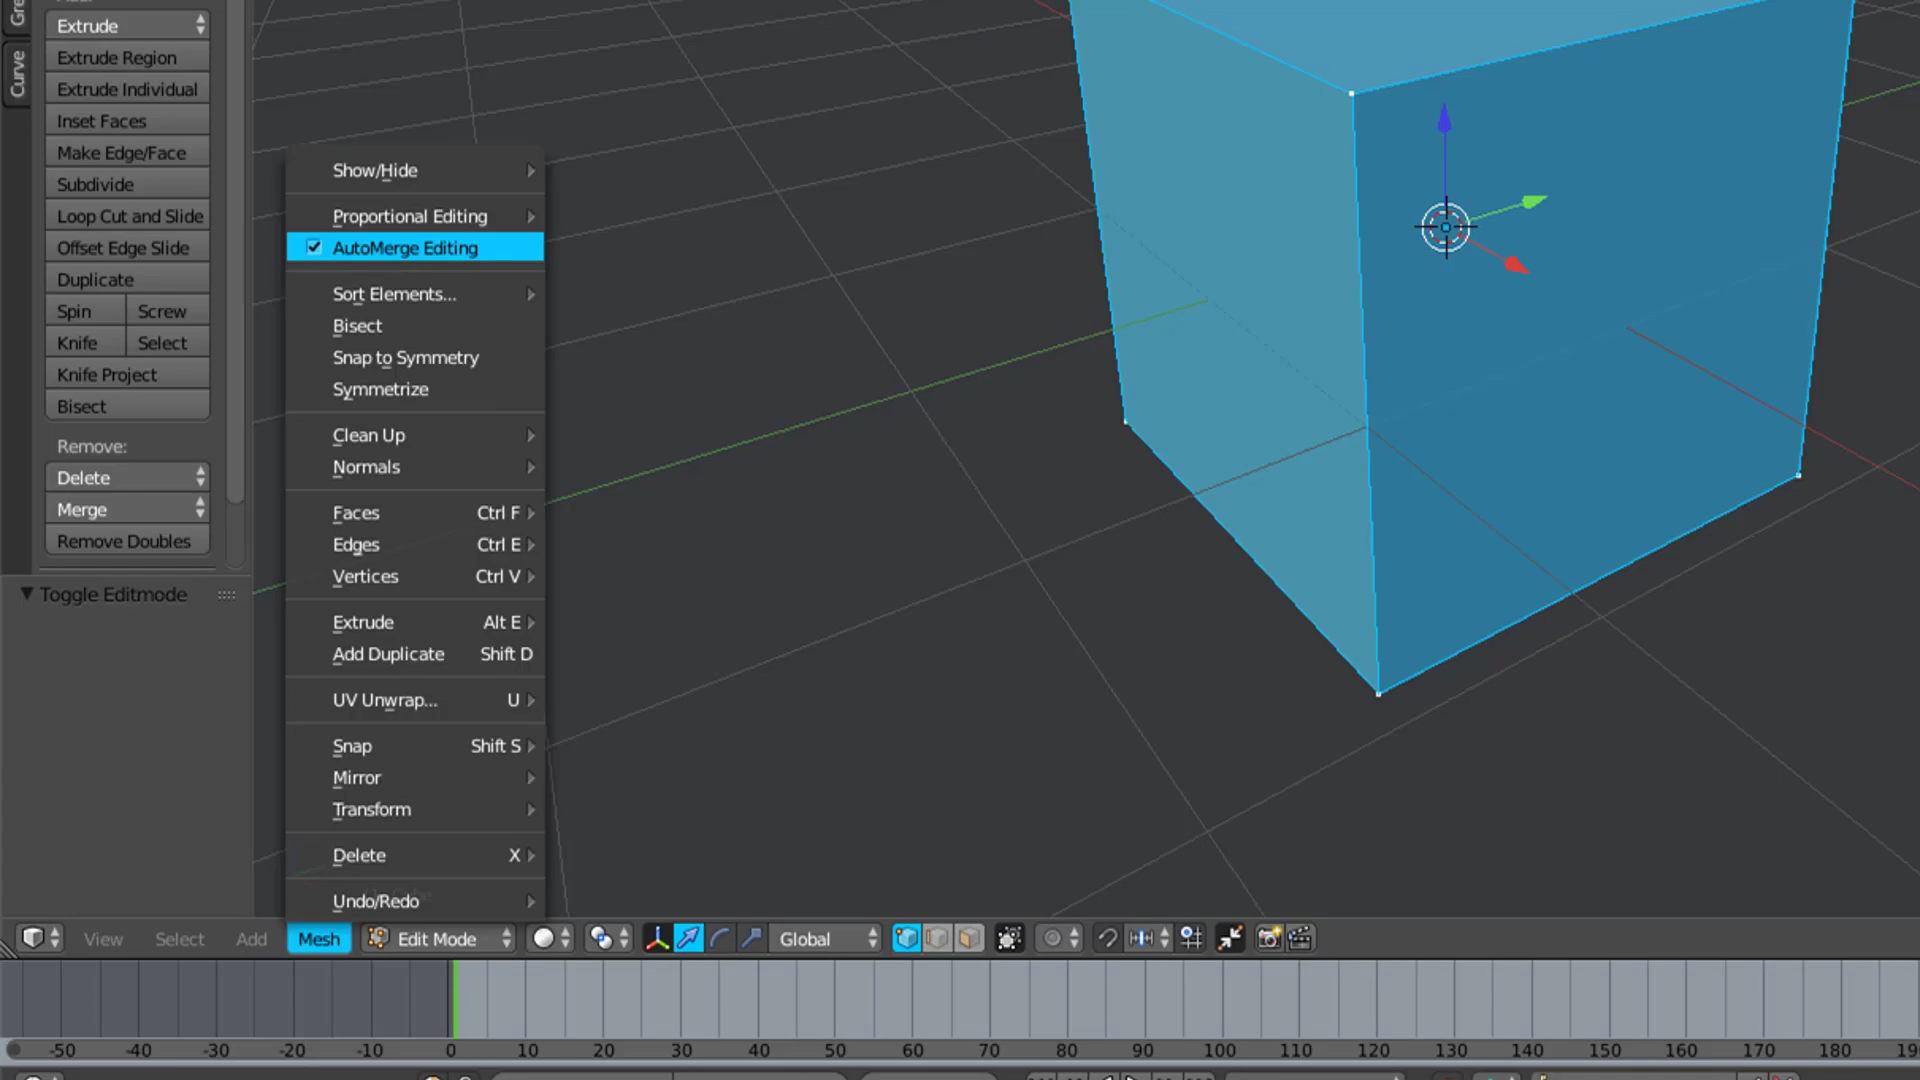 Gre
Curve
Extrude
Extrude Region
Extrude Individual
Inset Faces
Make Edge/Face
Subdivide
Loop Cut and Slide
Offset Edge Slide
Duplicate
Spin Screw
Knife Select
Knife Project
Bisect
Remove:
Delete
Merge
Remove Doubles
Toggle Editmode
Show/Hide
Proportional Editing
AutoMerge Editing
Sort Elements...
Bisect
Snap to Symmetry
Symmetrize
Clean Up
Normals
Faces Ctrl F
Edges Ctrl E
Vertices Ctrl V
Extrude Alt E
Add Duplicate Shift D
UV Unwrap... U
Snap Shift S
Mirror
Transform
Delete X
Undo/Redo
View Select Add Mesh Edit Mode Global
-50 -40 -30 -20 -10 0 10 20 30 40 50 60 70 80 90 100 110 120 130 140 150 160 170 180 19